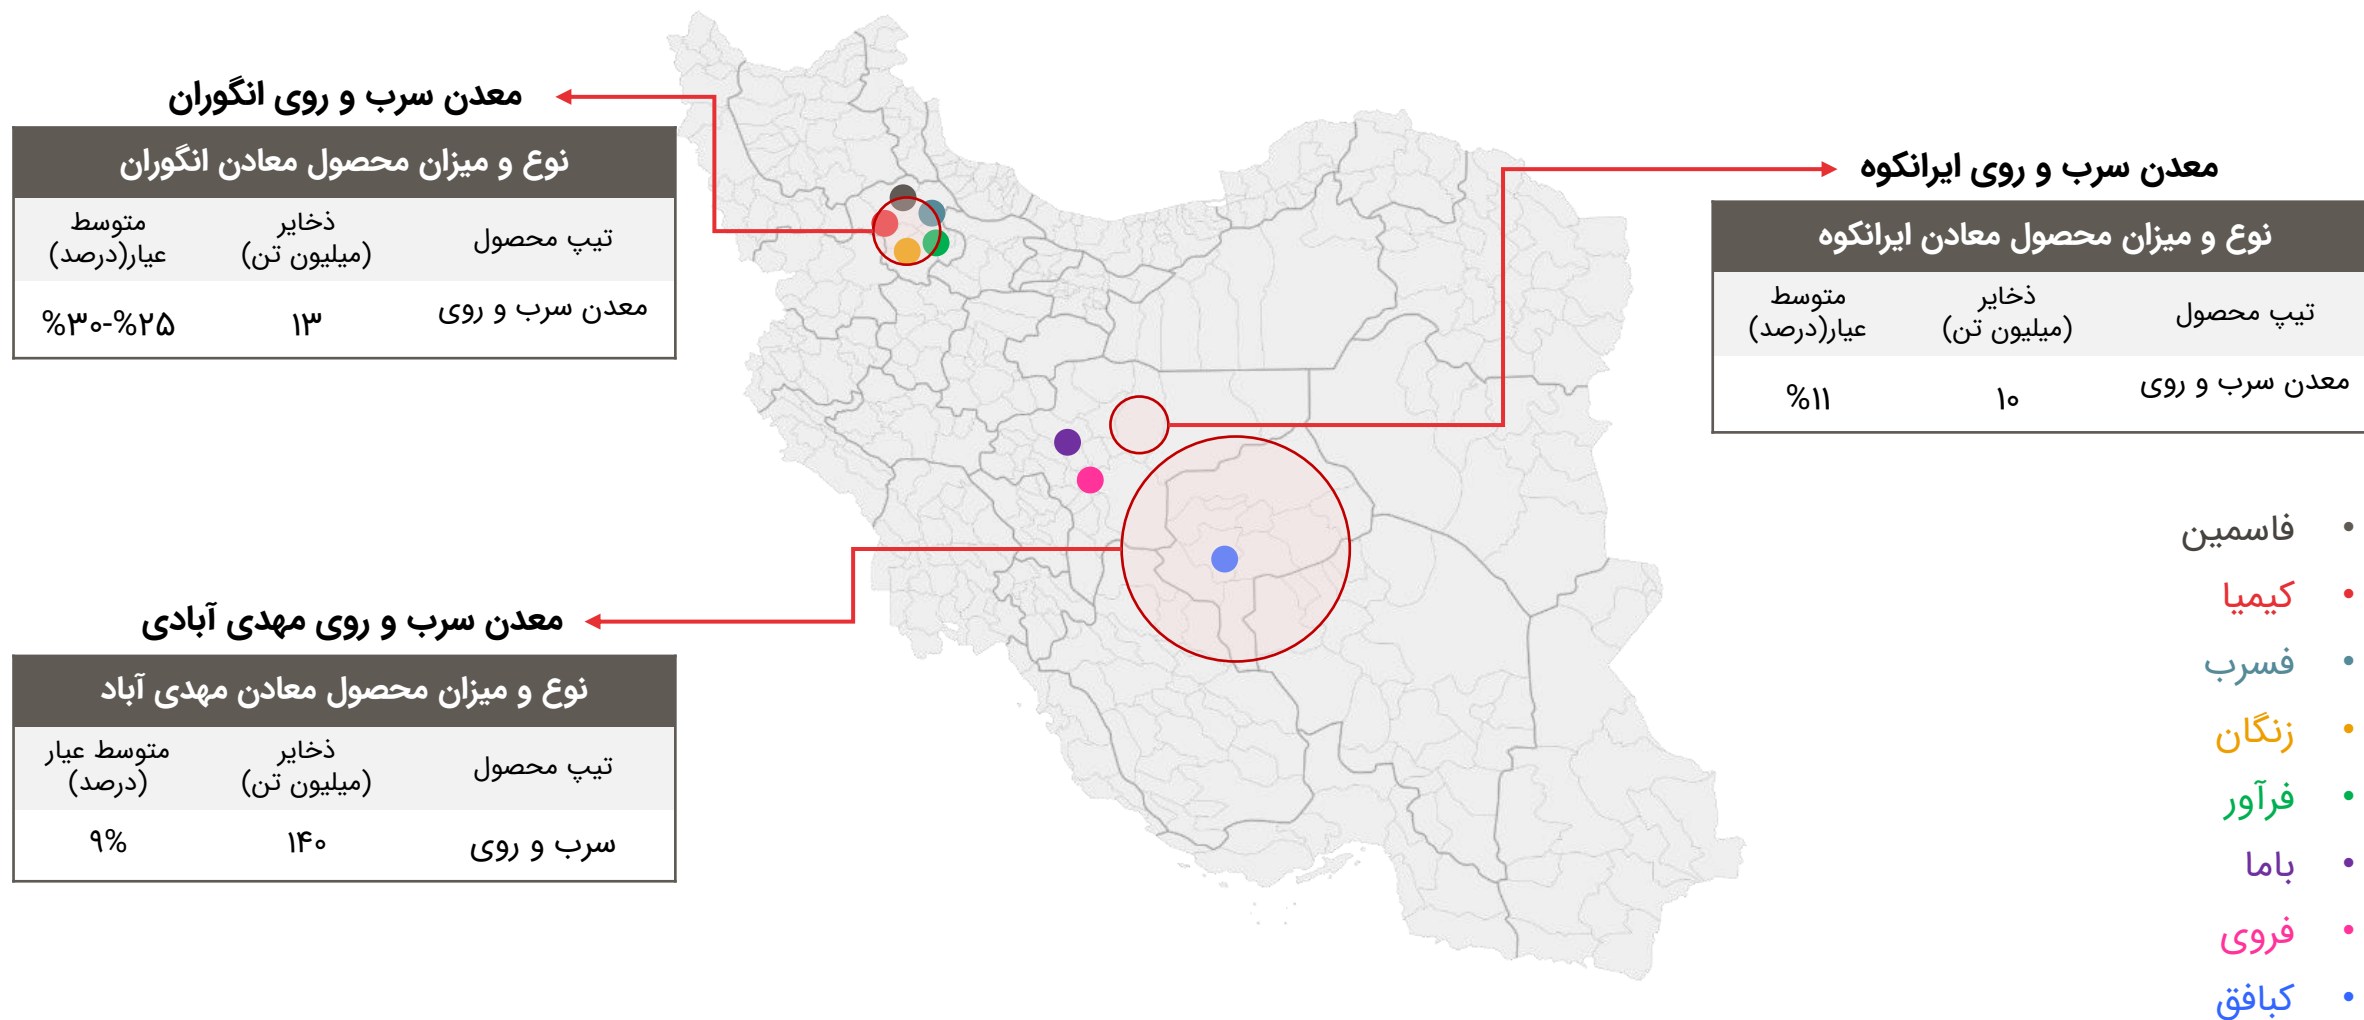 معدن سرب و روی انگوران
نوع و میزان محصول معادن انگوران
تیپ محصول
ذخایر
(میلیون تن)
متوسط
عیار(درصد)
معدن سرب و روی
۱۳
%۳۰-%۲۵
معدن سرب و روی ایرانکوه
نوع و میزان محصول معادن ایرانکوه
تیپ محصول
ذخایر
(میلیون تن)
متوسط
عیار(درصد)
معدن سرب و روی
۱۰
%۱۱
معدن سرب و روی مهدی آبادی
نوع و میزان محصول معادن مهدی آباد
تیپ محصول
ذخایر
(میلیون تن)
متوسط عیار
(درصد)
سرب و روی
۱۴۰
۹%
• فاسمین
• کیمیا
• فسرب
• زنگان
• فرآور
• باما
• فروی
• کبافق